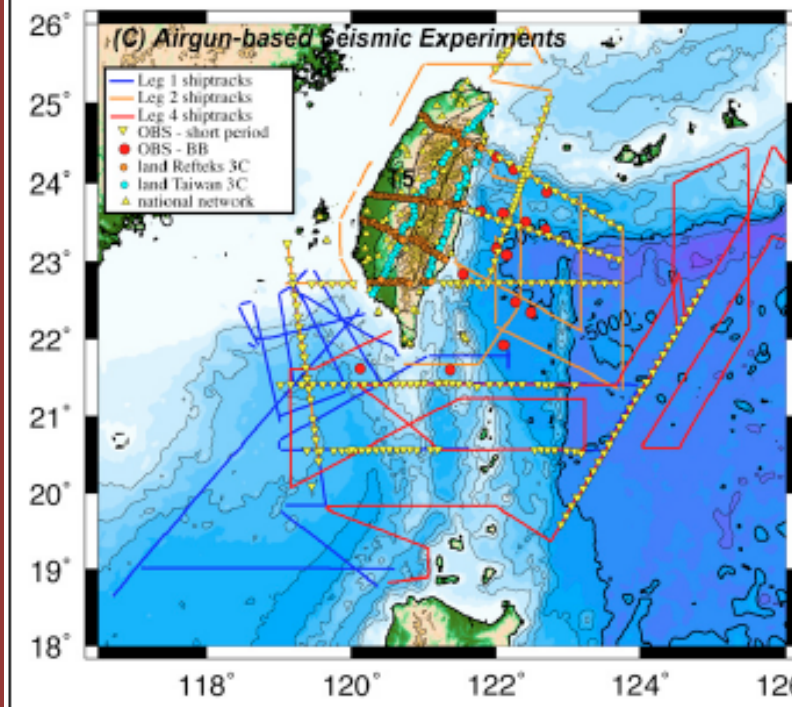 (C) Airgun-based Seismic Experiments
Leg 1 shiptracks
Leg 2 shiptracks
Leg 4 shiptracks
OBS - short period
OBS - BB
land Refteks 3C
land Taiwan 3C
national network
26°
25°
24°
23°
22°
21°
20°
19°
18°
5
5000
118°
120°
122°
124°
126